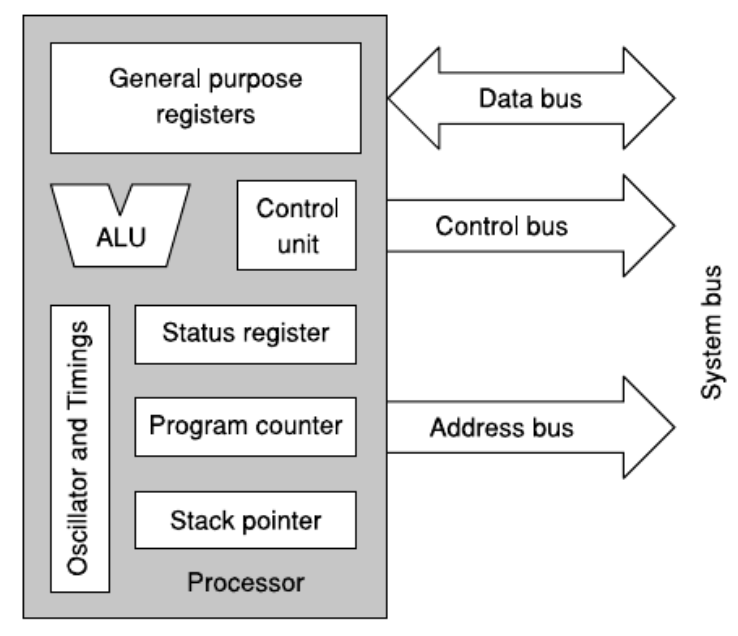 General purpose
registers
Data bus
ALU
Control
unit
Control bus
System bus
Oscillator and Timings
Status register
Program counter
Address bus
Stack pointer
Processor